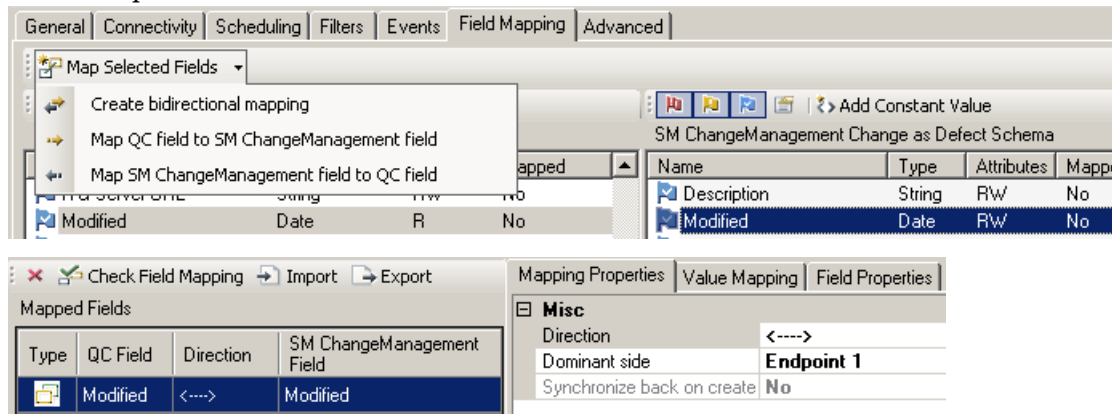 General Connectivity Scheduling Filters Events Field Mapping Advanced
Map Selected Fields
Create bidirectional mapping
Map QC field to SM ChangeManagement field
Map SM ChangeManagement field to QC field
Add Constant Value
SM ChangeManagement Change as Defect Schema
apped Name Type Attributes Mappe
String RW No Description String RW No
Modified Date R No Modified Date RW No
Check Field Mapping Import Export
Mapped Fields
Type QC Field Direction SM ChangeManagement Field
Modified <----> Modified
Mapping Properties Value Mapping Field Properties
Misc
Direction <---->
Dominant side Endpoint 1
Synchronize back on create No